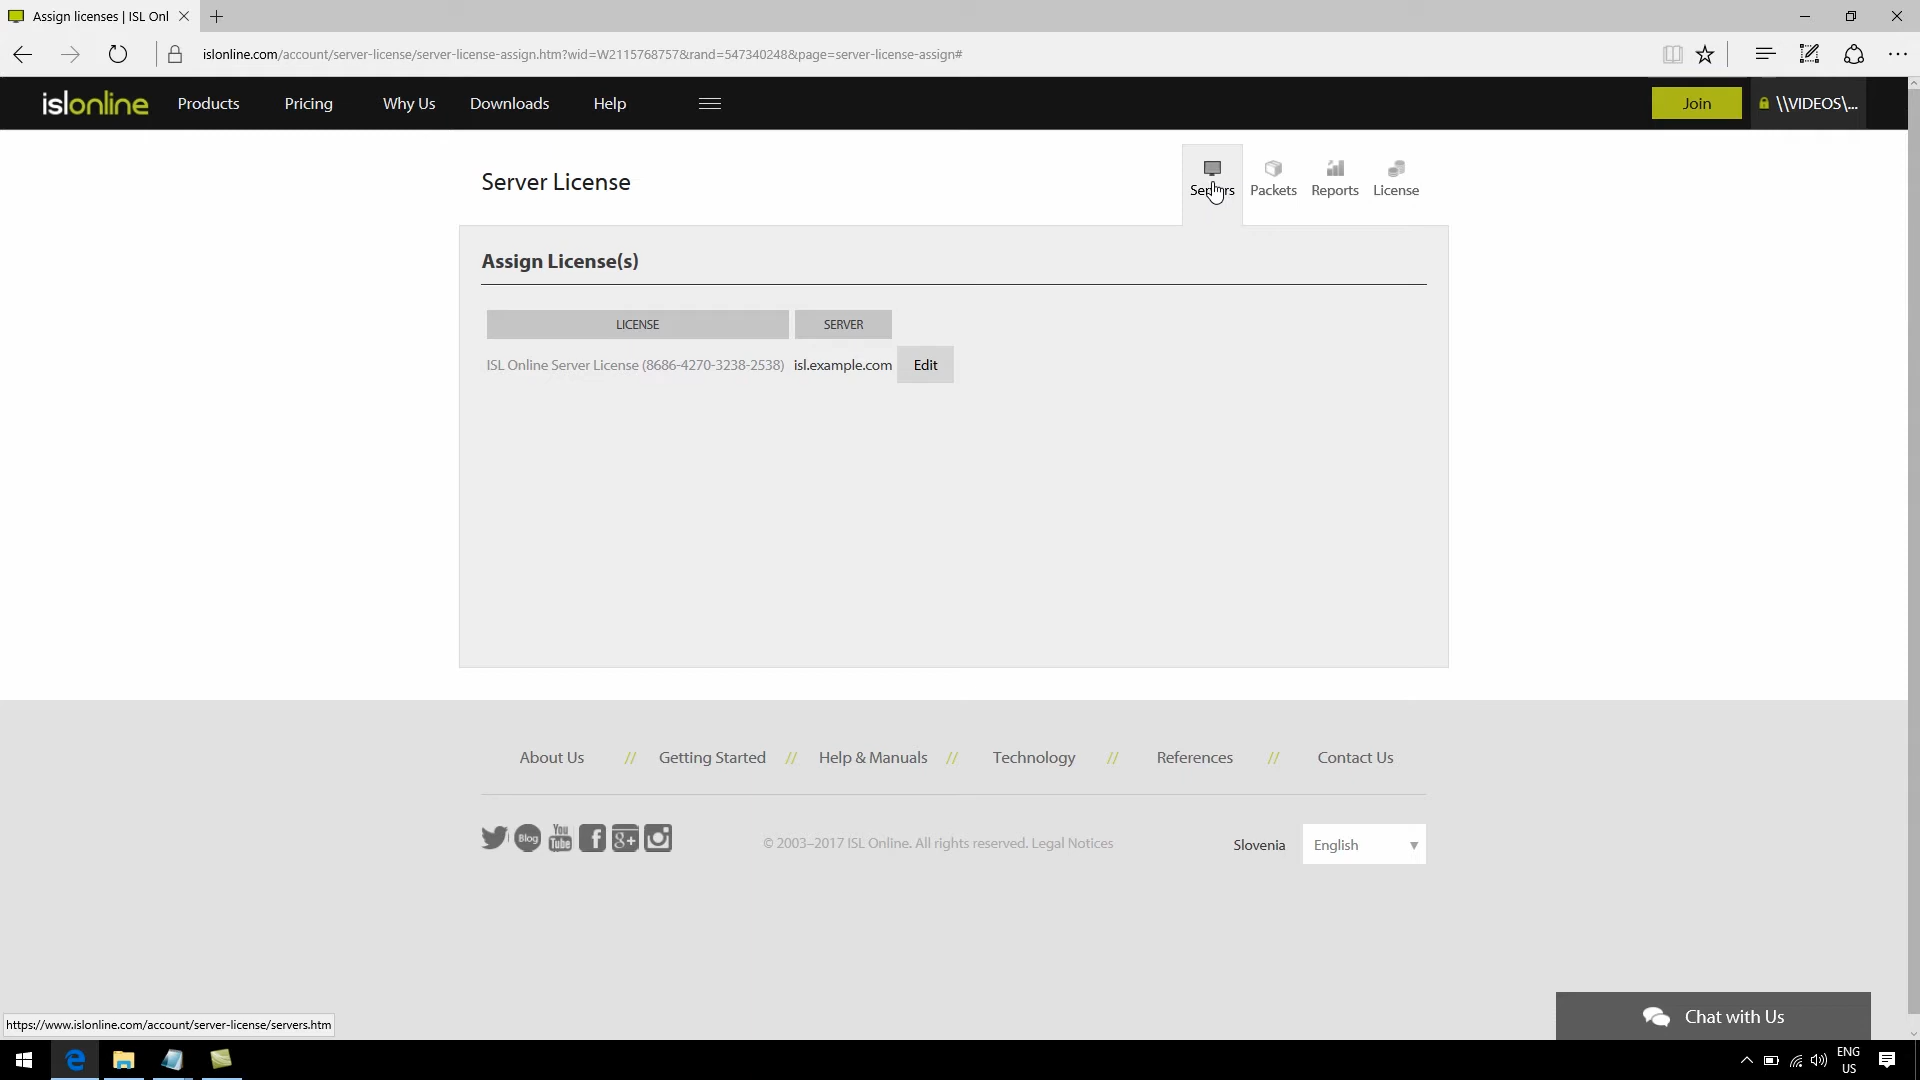 Assign licenses | ISL Onl
islonline.com/account/server-license/server-license-assign.htm?wid=W2115768757&rand=547340248&page=server-license-assign#
islonline
Products
Pricing
Why Us
Downloads
Help
Join
\\VIDEOS\...
Server License
Servers
Packets
Reports
License
Assign License(s)
LICENSE
SERVER
ISL Online Server License (8686-4270-3238-2538)
isl.example.com
Edit
About Us // Getting Started // Help & Manuals // Technology // References // Contact Us
Blog
You Tube
f
g+
© 2003–2017 ISL Online. All rights reserved. Legal Notices
Slovenia
English
Chat with Us
https://www.islonline.com/account/server-license/servers.htm
ENG
US